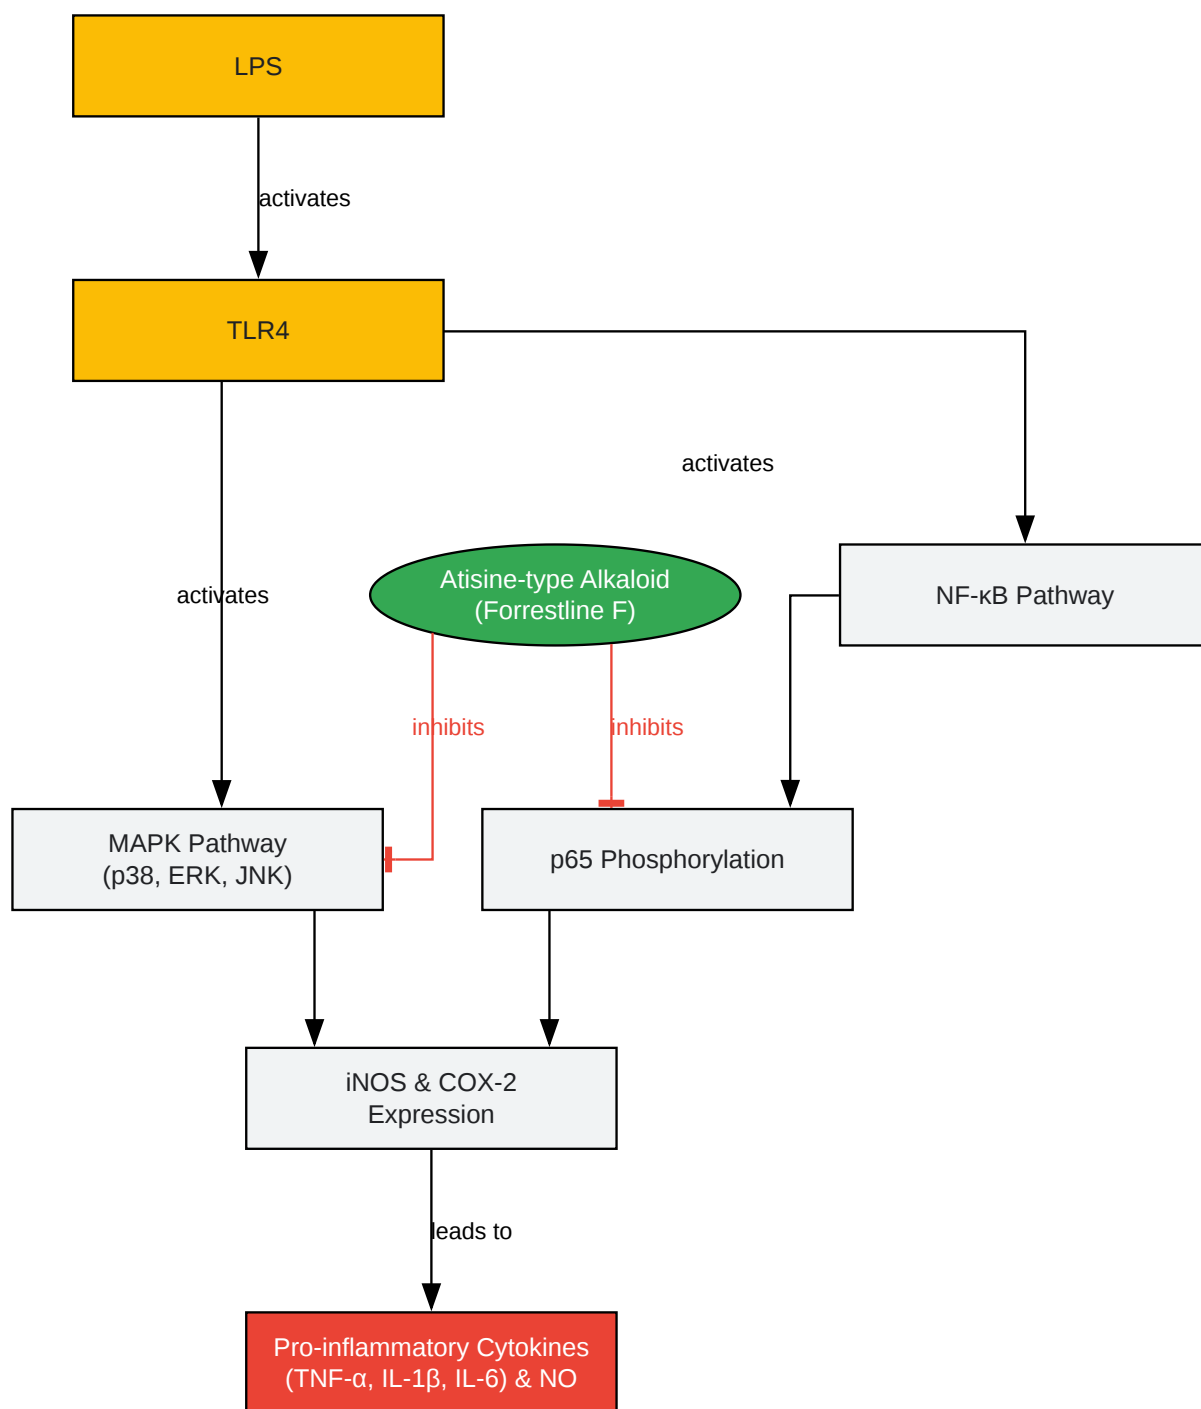 LPS
activates
TLR4
activates
activates
Atisine-type Alkaloid
(Forrestline F)
NF-κB Pathway
inhibits
inhibits
MAPK Pathway
(p38, ERK, JNK)
p65 Phosphorylation
iNOS & COX-2
Expression
leads to
Pro-inflammatory Cytokines
(TNF-α, IL-1β, IL-6) & NO